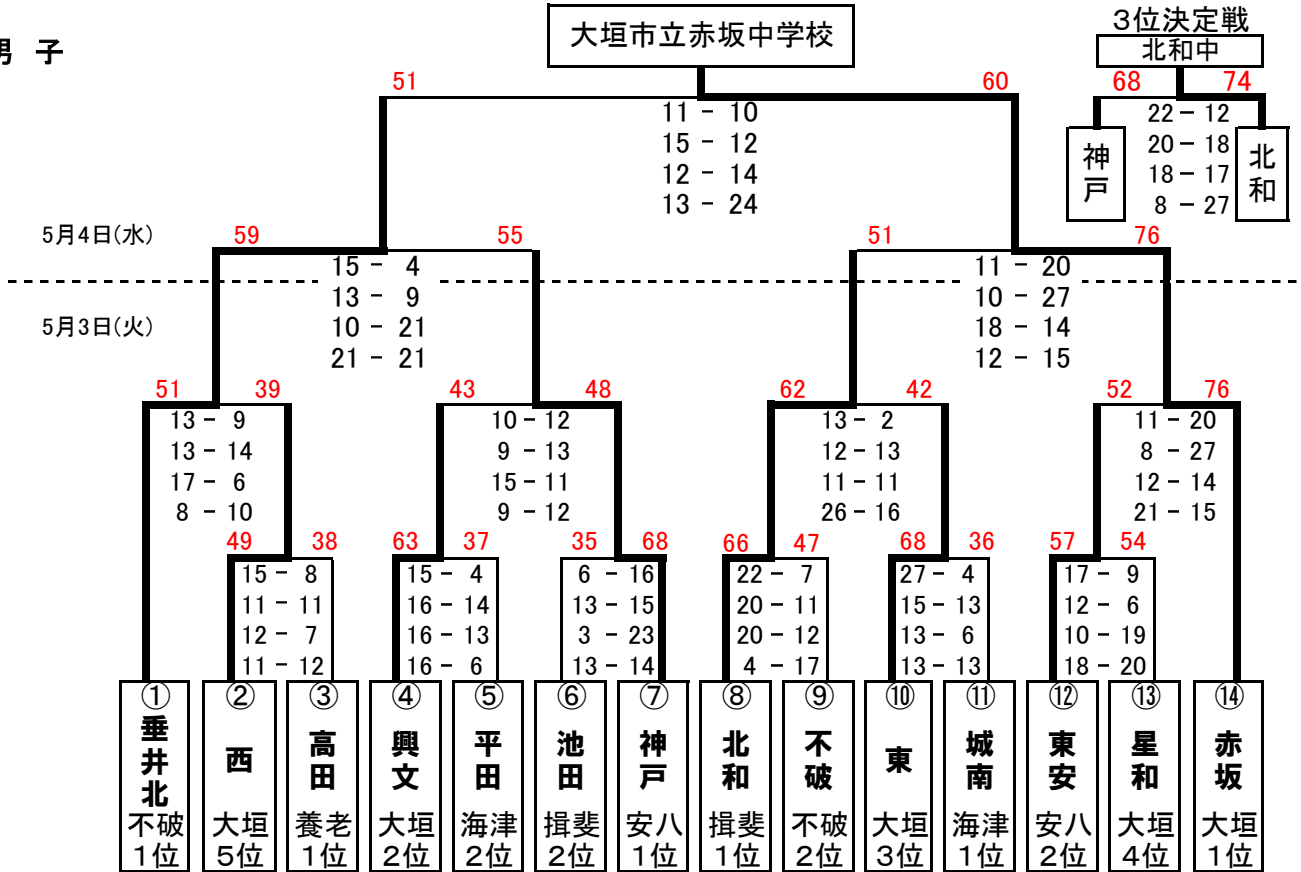 男 子
大垣市立赤坂中学校
3位決定戦
北和中
51 60
68 74
11 - 10
15 - 12
12 - 14
13 - 24
神戸
22 - 12
20 - 18
18 - 17
8 - 27
北和
5月4日(水)
59 55
51 76
15 - 4
13 - 9
10 - 21
21 - 21
11 - 20
10 - 27
18 - 14
12 - 15
5月3日(火)
51 39
43 48
62 42
52 76
13 - 9
13 - 14
17 - 6
8 - 10
10 - 12
9 - 13
15 - 11
9 - 12
13 - 2
12 - 13
11 - 11
26 - 16
11 - 20
8 - 27
12 - 14
21 - 15
49 38
63 37
35 68
66 47
68 36
57 54
15 - 8
11 - 11
12 - 7
11 - 12
15 - 4
16 - 14
16 - 13
16 - 6
6 - 16
13 - 15
3 - 23
13 - 14
22 - 7
20 - 11
20 - 12
4 - 17
27 - 4
15 - 13
13 - 6
13 - 13
17 - 9
12 - 6
10 - 19
18 - 20
①
垂井北
不破
1位
②
西
大垣
5位
③
高田
養老
1位
④
興文
大垣
2位
⑤
平田
海津
2位
⑥
池田
揖斐
2位
⑦
神戸
安八
1位
⑧
北和
揖斐
1位
⑨
不破
不破
2位
⑩
東
大垣
3位
⑪
城南
海津
1位
⑫
東安
安八
2位
⑬
星和
大垣
4位
⑭
赤坂
大垣
1位